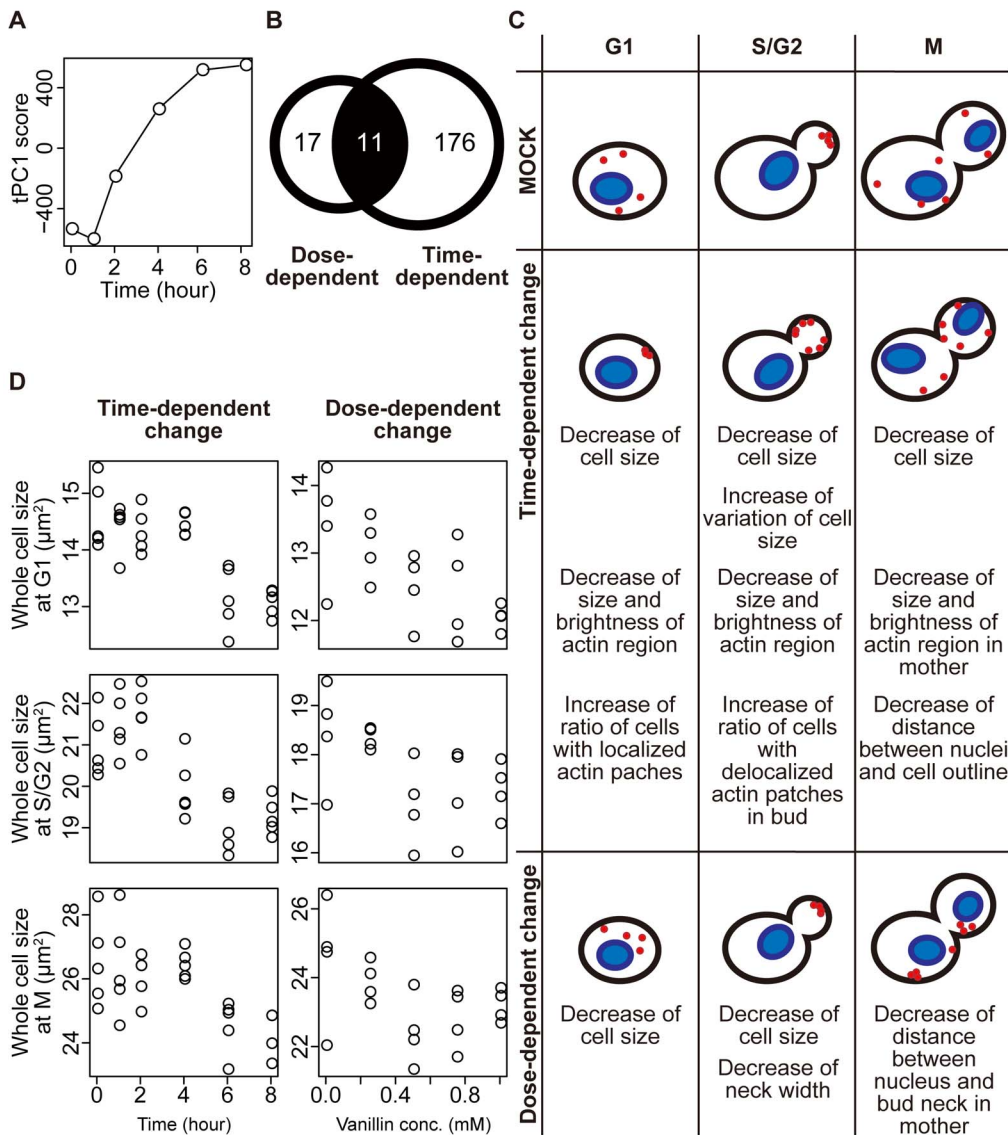 A
tPC1 score
400
0
−400
0
2
4
6
8
Time (hour)
B
17
11
176
Dose-
dependent
Time-
dependent
C
G1
S/G2
M
MOCK
Time-dependent change
Decrease of
cell size
Decrease of
size and
brightness of
actin region
Increase of
ratio of cells
with localized
actin paches
Decrease of
cell size
Increase of
variation of cell
size
Decrease of
size and
brightness of
actin region
Increase of
ratio of cells
with
delocalized
actin patches
in bud
Decrease of
cell size
Decrease of
size and
brightness of
actin region in
mother
Decrease of
distance
between nuclei
and cell outline
Dose-dependent change
Decrease of
cell size
Decrease of
cell size
Decrease of
neck width
Decrease of
distance
between
nucleus and
bud neck in
mother
D
Time-dependent
change
Dose-dependent
change
Whole cell size
at G1 (µm²)
15
14
13
14
13
12
Whole cell size
at S/G2 (µm²)
22
21
20
19
19
18
17
16
Whole cell size
at M (µm²)
28
26
24
26
24
22
0
2
4
6
8
Time (hour)
0
0.4
0.8
Vanillin conc. (mM)